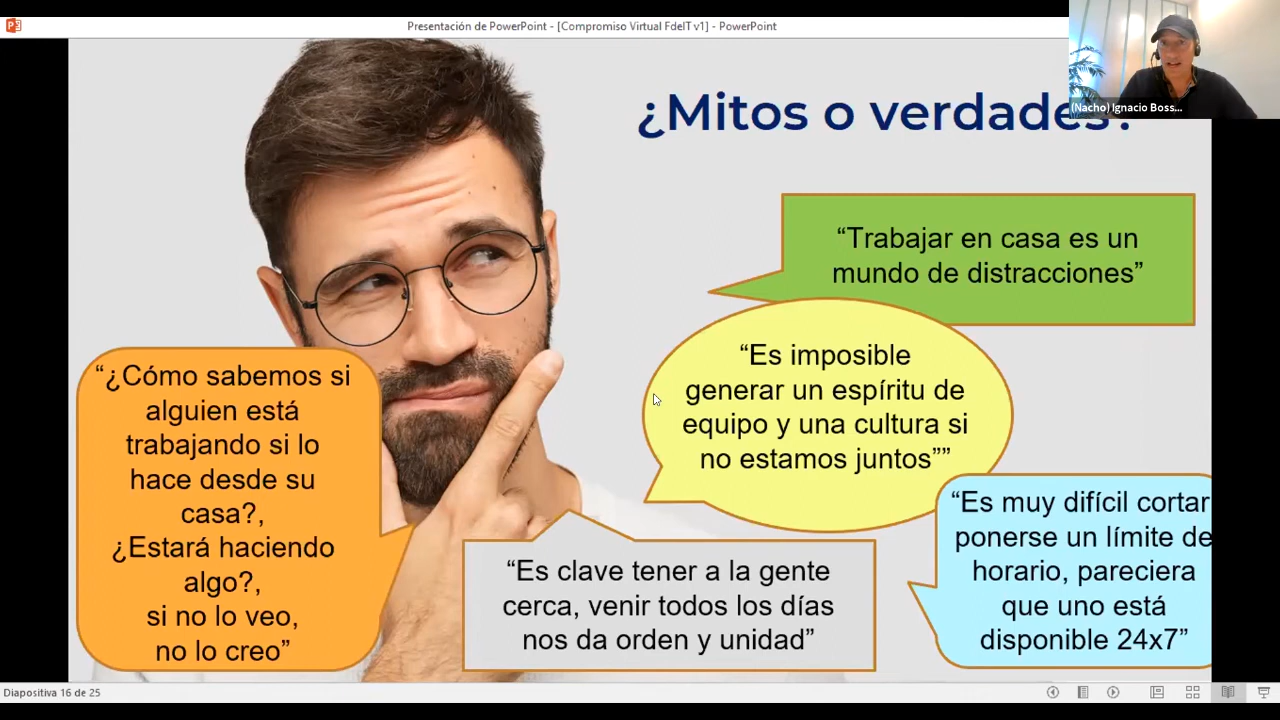 Presentación de PowerPoint - [Compromiso Virtual FdeIT v1] - PowerPoint
(Nacho) Ignacio Boss...
¿Mitos o verdades?
“Trabajar en casa es un
mundo de distracciones”
“Es imposible
generar un espíritu de
equipo y una cultura si
no estamos juntos””
“¿Cómo sabemos si
alguien está
trabajando si lo
hace desde su
casa?,
¿Estará haciendo
algo?,
si no lo veo,
no lo creo”
“Es clave tener a la gente
cerca, venir todos los días
nos da orden y unidad”
“Es muy difícil cortar
ponerse un límite de
horario, pareciera
que uno está
disponible 24x7”
Diapositiva 16 de 25